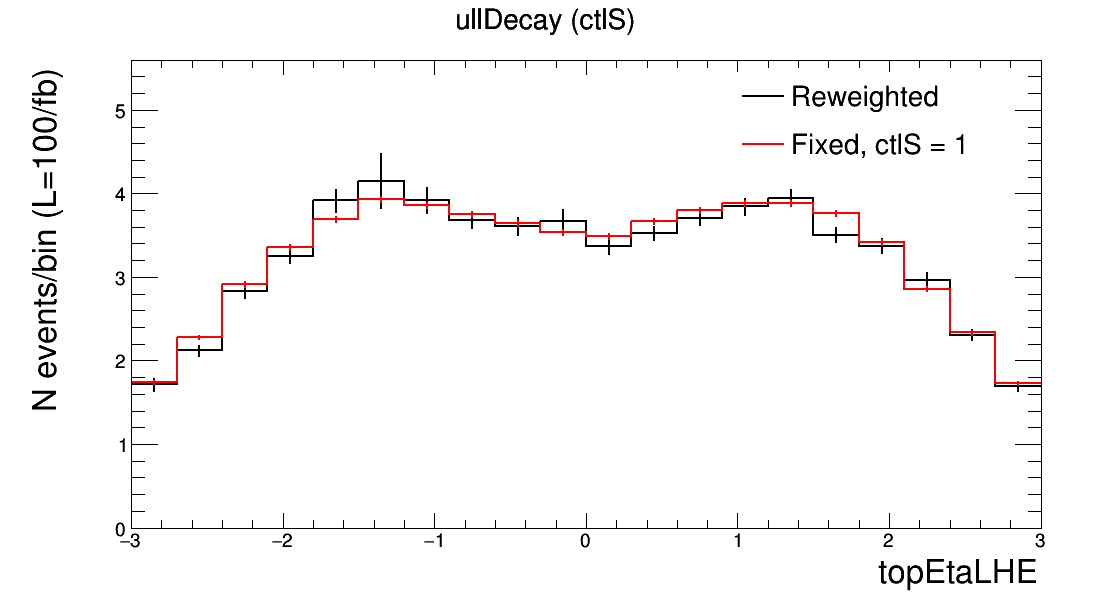 ullDecay (ctlS)
N events/bin (L=100/fb)
Reweighted
Fixed, ctlS = 1
5
4
3
2
1
0
−3
−2
−1
0
1
2
3
topEtaLHE